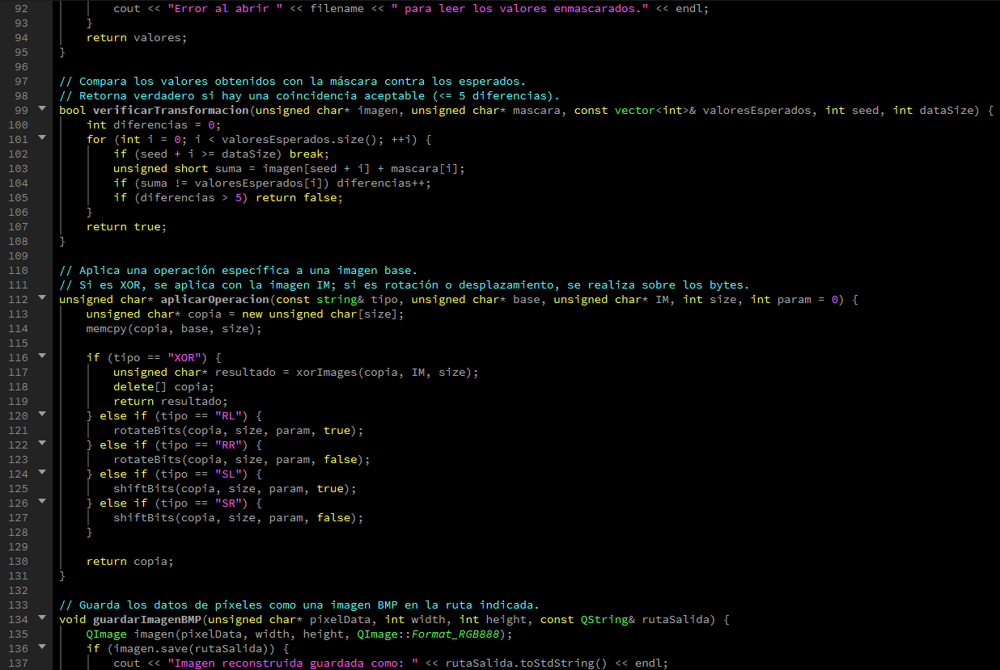 92 cout << "Error al abrir " << filename << " para leer los valores enmascarados." << endl;
93 }
94 return valores;
95 }
96
97 // Compara los valores obtenidos con la máscara contra los esperados.
98 // Retorna verdadero si hay una coincidencia aceptable (<= 5 diferencias).
99 bool verificarTransformacion(unsigned char* imagen, unsigned char* mascara, const vector<int>& valoresEsperados, int seed, int dataSize) {
100 int diferencias = 0;
101 for (int i = 0; i < valoresEsperados.size(); ++i) {
102 if (seed + i >= dataSize) break;
103 unsigned short suma = imagen[seed + i] + mascara[i];
104 if (suma != valoresEsperados[i]) diferencias++;
105 if (diferencias > 5) return false;
106 }
107 return true;
108 }
109
110 // Aplica una operación específica a una imagen base.
111 // Si es XOR, se aplica con la imagen IM; si es rotación o desplazamiento, se realiza sobre los bytes.
112 unsigned char* aplicarOperacion(const string& tipo, unsigned char* base, unsigned char* IM, int size, int param = 0) {
113 unsigned char* copia = new unsigned char[size];
114 memcpy(copia, base, size);
115
116 if (tipo == "XOR") {
117 unsigned char* resultado = xorImages(copia, IM, size);
118 delete[] copia;
119 return resultado;
120 } else if (tipo == "RL") {
121 rotateBits(copia, size, param, true);
122 } else if (tipo == "RR") {
123 rotateBits(copia, size, param, false);
124 } else if (tipo == "SL") {
125 shiftBits(copia, size, param, true);
126 } else if (tipo == "SR") {
127 shiftBits(copia, size, param, false);
128 }
129
130 return copia;
131 }
132
133 // Guarda los datos de píxeles como una imagen BMP en la ruta indicada.
134 void guardarImagenBMP(unsigned char* pixelData, int width, int height, const QString& rutaSalida) {
135 QImage imagen(pixelData, width, height, QImage::Format_RGB888);
136 if (imagen.save(rutaSalida)) {
137 cout << "Imagen reconstruida guardada como: " << rutaSalida.toStdString() << endl;